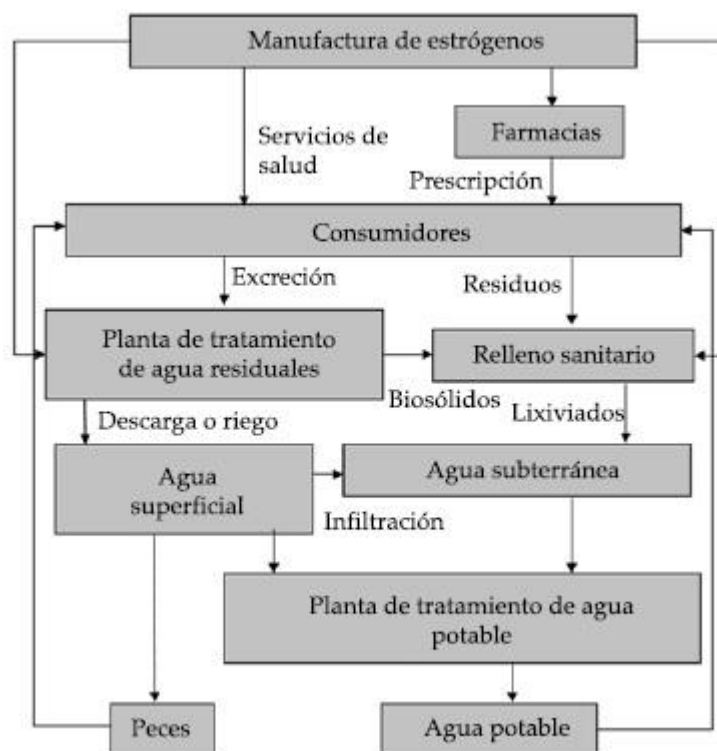 Manufactura de estrógenos
Farmacias
Servicios de
salud
Prescripción
Consumidores
Excreción
Residuos
Planta de tratamiento
de agua residuales
Relleno sanitario
Biosólidos
Lixiviados
Descarga o riego
Agua
superficial
Agua subterránea
Infiltración
Planta de tratamiento de agua
potable
Peces
Agua potable